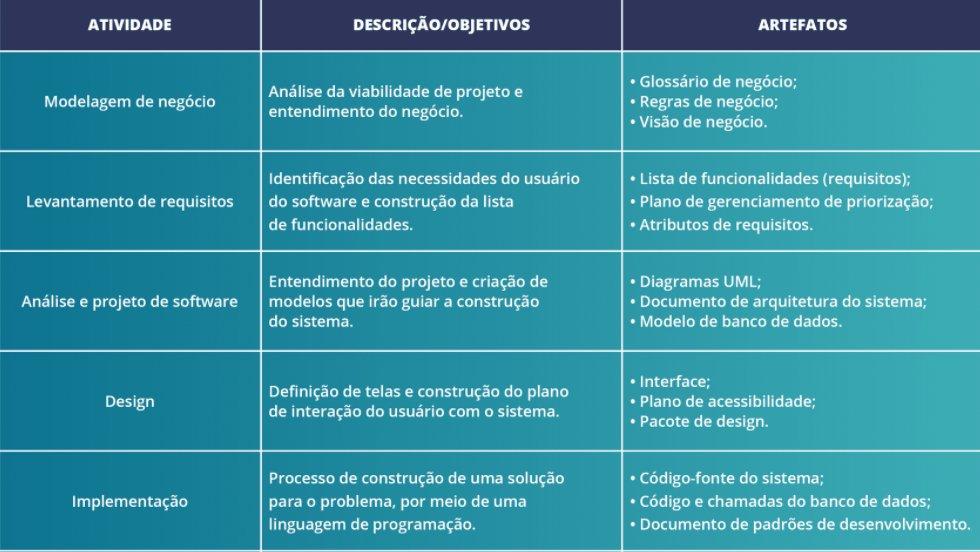 ATIVIDADE
DESCRIÇÃO/OBJETIVOS
ARTEFATOS
Modelagem de negócio
Análise da viabilidade de projeto e
entendimento do negócio.
• Glossário de negócio;
• Regras de negócio;
• Visão de negócio.
Levantamento de requisitos
Identificação das necessidades do usuário
do software e construção da lista
de funcionalidades.
• Lista de funcionalidades (requisitos);
• Plano de gerenciamento de priorização;
• Atributos de requisitos.
Análise e projeto de software
Entendimento do projeto e criação de
modelos que irão guiar a construção
do sistema.
• Diagramas UML;
• Documento de arquitetura do sistema;
• Modelo de banco de dados.
Design
Definição de telas e construção do plano
de interação do usuário com o sistema.
• Interface;
• Plano de acessibilidade;
• Pacote de design.
Implementação
Processo de construção de uma solução
para o problema, por meio de uma
linguagem de programação.
• Código-fonte do sistema;
• Código e chamadas do banco de dados;
• Documento de padrões de desenvolvimento.